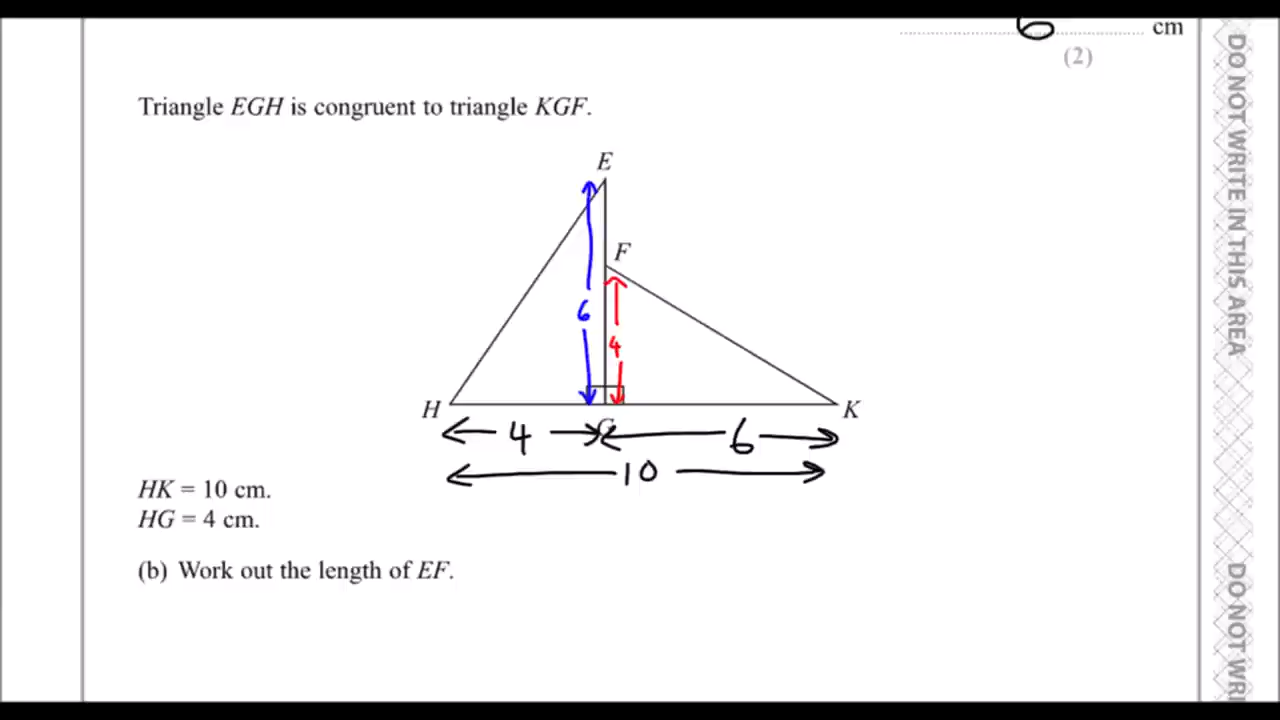 6 cm
(2)
Triangle EGH is congruent to triangle KGF.
E
F
6
4
H
G
K
4
6
10
HK = 10 cm.
HG = 4 cm.
(b) Work out the length of EF.
DO NOT WRITE IN THIS AREA
DO NOT WRI